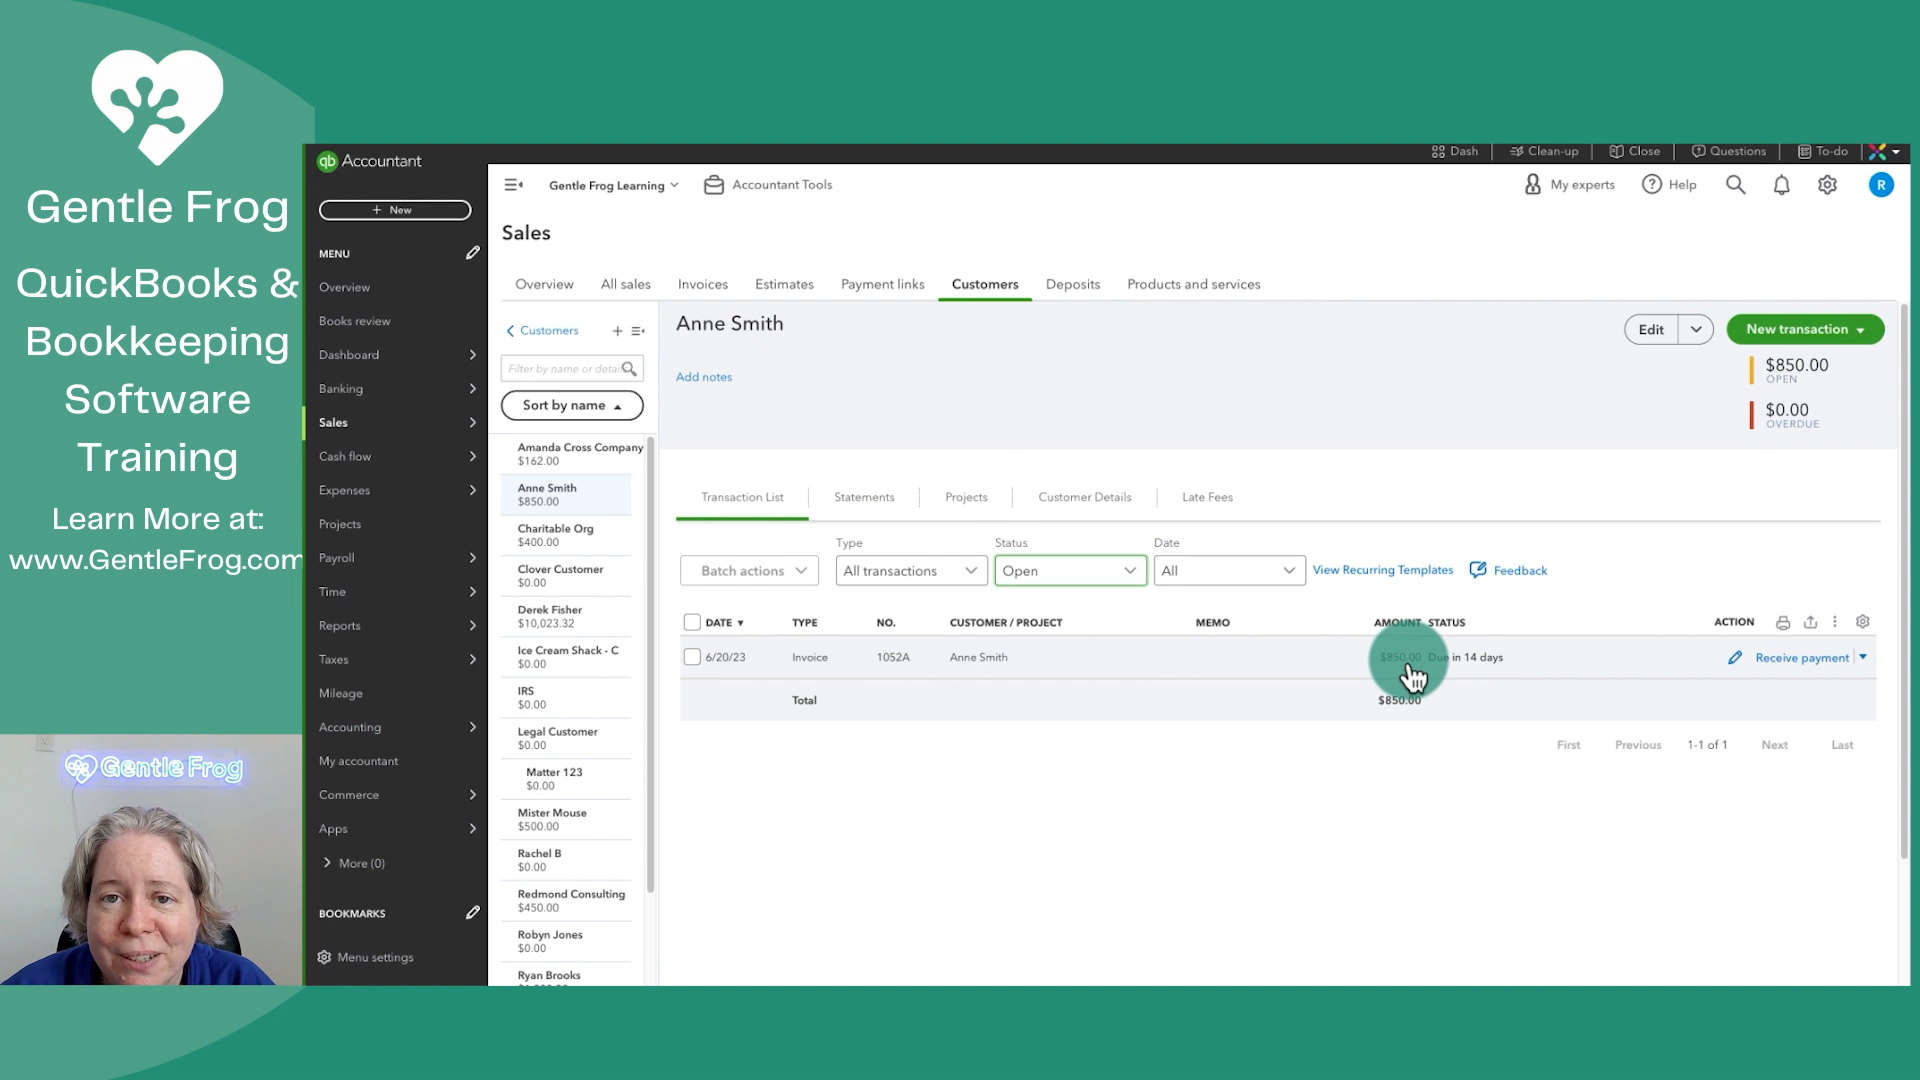 Gentle Frog
QuickBooks &
Bookkeeping
Software
Training
Learn More at:
www.GentleFrog.com
Gentle Frog
qb Accountant
+ New
MENU
Overview
Books review
Dashboard
Banking
Sales
Cash flow
Expenses
Projects
Payroll
Time
Reports
Taxes
Mileage
Accounting
My accountant
Commerce
Apps
More (0)
BOOKMARKS
Menu settings
Dash
Clean-up
Close
Questions
To-do
Gentle Frog Learning
Accountant Tools
My experts
Help
R
Sales
Overview All sales Invoices Estimates Payment links Customers Deposits Products and services
Customers
Filter by name or detai
Sort by name
Amanda Cross Company
$162.00
Anne Smith
$850.00
Charitable Org
$400.00
Clover Customer
$0.00
Derek Fisher
$10,023.32
Ice Cream Shack - C
$0.00
IRS
$0.00
Legal Customer
$0.00
Matter 123
$0.00
Mister Mouse
$500.00
Rachel B
$0.00
Redmond Consulting
$450.00
Robyn Jones
$0.00
Ryan Brooks
Anne Smith
Add notes
Edit
New transaction
$850.00
OPEN
$0.00
OVERDUE
Transaction List Statements Projects Customer Details Late Fees
Type Status Date
Batch actions All transactions Open All View Recurring Templates Feedback
DATE TYPE NO. CUSTOMER / PROJECT MEMO AMOUNT STATUS ACTION
6/20/23 Invoice 1052A Anne Smith $850.00 Due in 14 days Receive payment
Total $850.00
First Previous 1-1 of 1 Next Last